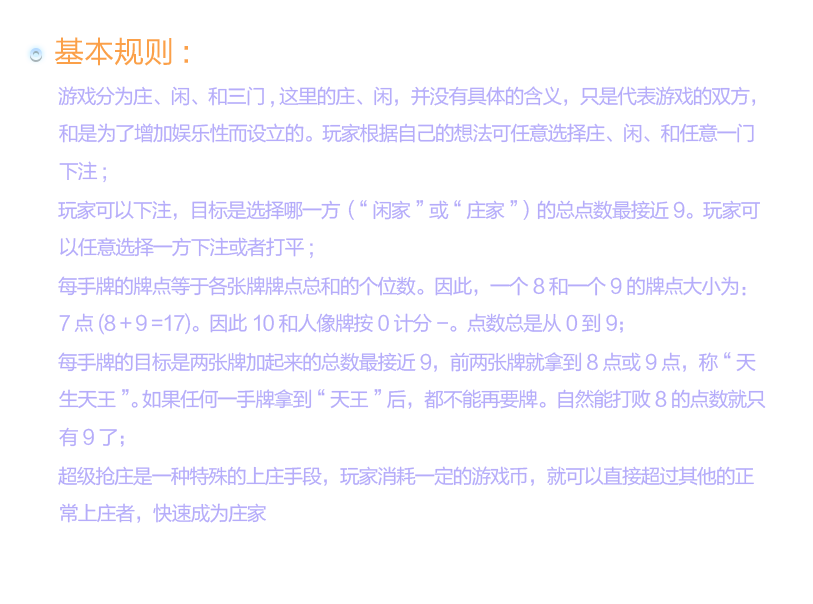 基本规则：
游戏分为庄、闲、和三门，这里的庄、闲，并没有具体的含义，只是代表游戏的双方，
和是为了增加娱乐性而设立的。玩家根据自己的想法可任意选择庄、闲、和任意一门
下注；
玩家可以下注，目标是选择哪一方（“闲家”或“庄家”）的总点数最接近 9。玩家可
以任意选择一方下注或者打平；
每手牌的牌点等于各张牌牌点总和的个位数。因此，一个 8 和一个 9 的牌点大小为：
7 点 (8＋9 =17)。因此 10 和人像牌按 0 计分 –。点数总是从 0 到 9；
每手牌的目标是两张牌加起来的总数最接近 9，前两张牌就拿到 8 点或 9 点，称“天
生天王”。如果任何一手牌拿到“天王”后，都不能再要牌。自然能打败 8 的点数就只
有 9 了；
超级抢庄是一种特殊的上庄手段，玩家消耗一定的游戏币，就可以直接超过其他的正
常上庄者，快速成为庄家